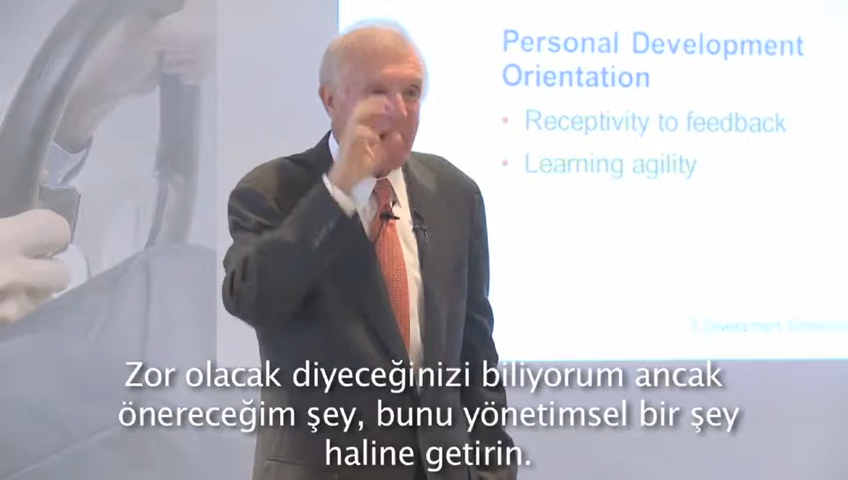 Personal Development
Orientation
• Receptivity to feedback
• Learning agility
Zor olacak diyeceğinizi biliyorum ancak
önereceğim şey, bunu yönetimsel bir şey
haline getirin.